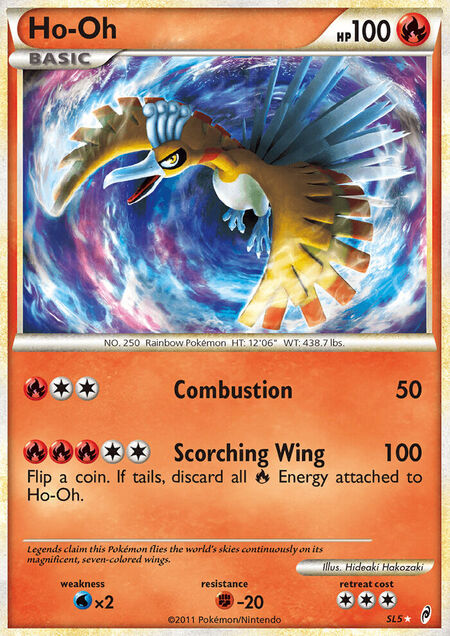 Ho-Oh
HP100
BASIC
NO. 250 Rainbow Pokémon HT: 12'06" WT: 438.7 lbs.
Combustion 50
Scorching Wing 100
Flip a coin. If tails, discard all Energy attached to
Ho-Oh.
Legends claim this Pokémon flies the world's skies continuously on its
magnificent, seven-colored wings.
Illus. Hideaki Hakozaki
weakness resistance retreat cost
×2 -20
SL5
©2011 Pokémon/Nintendo